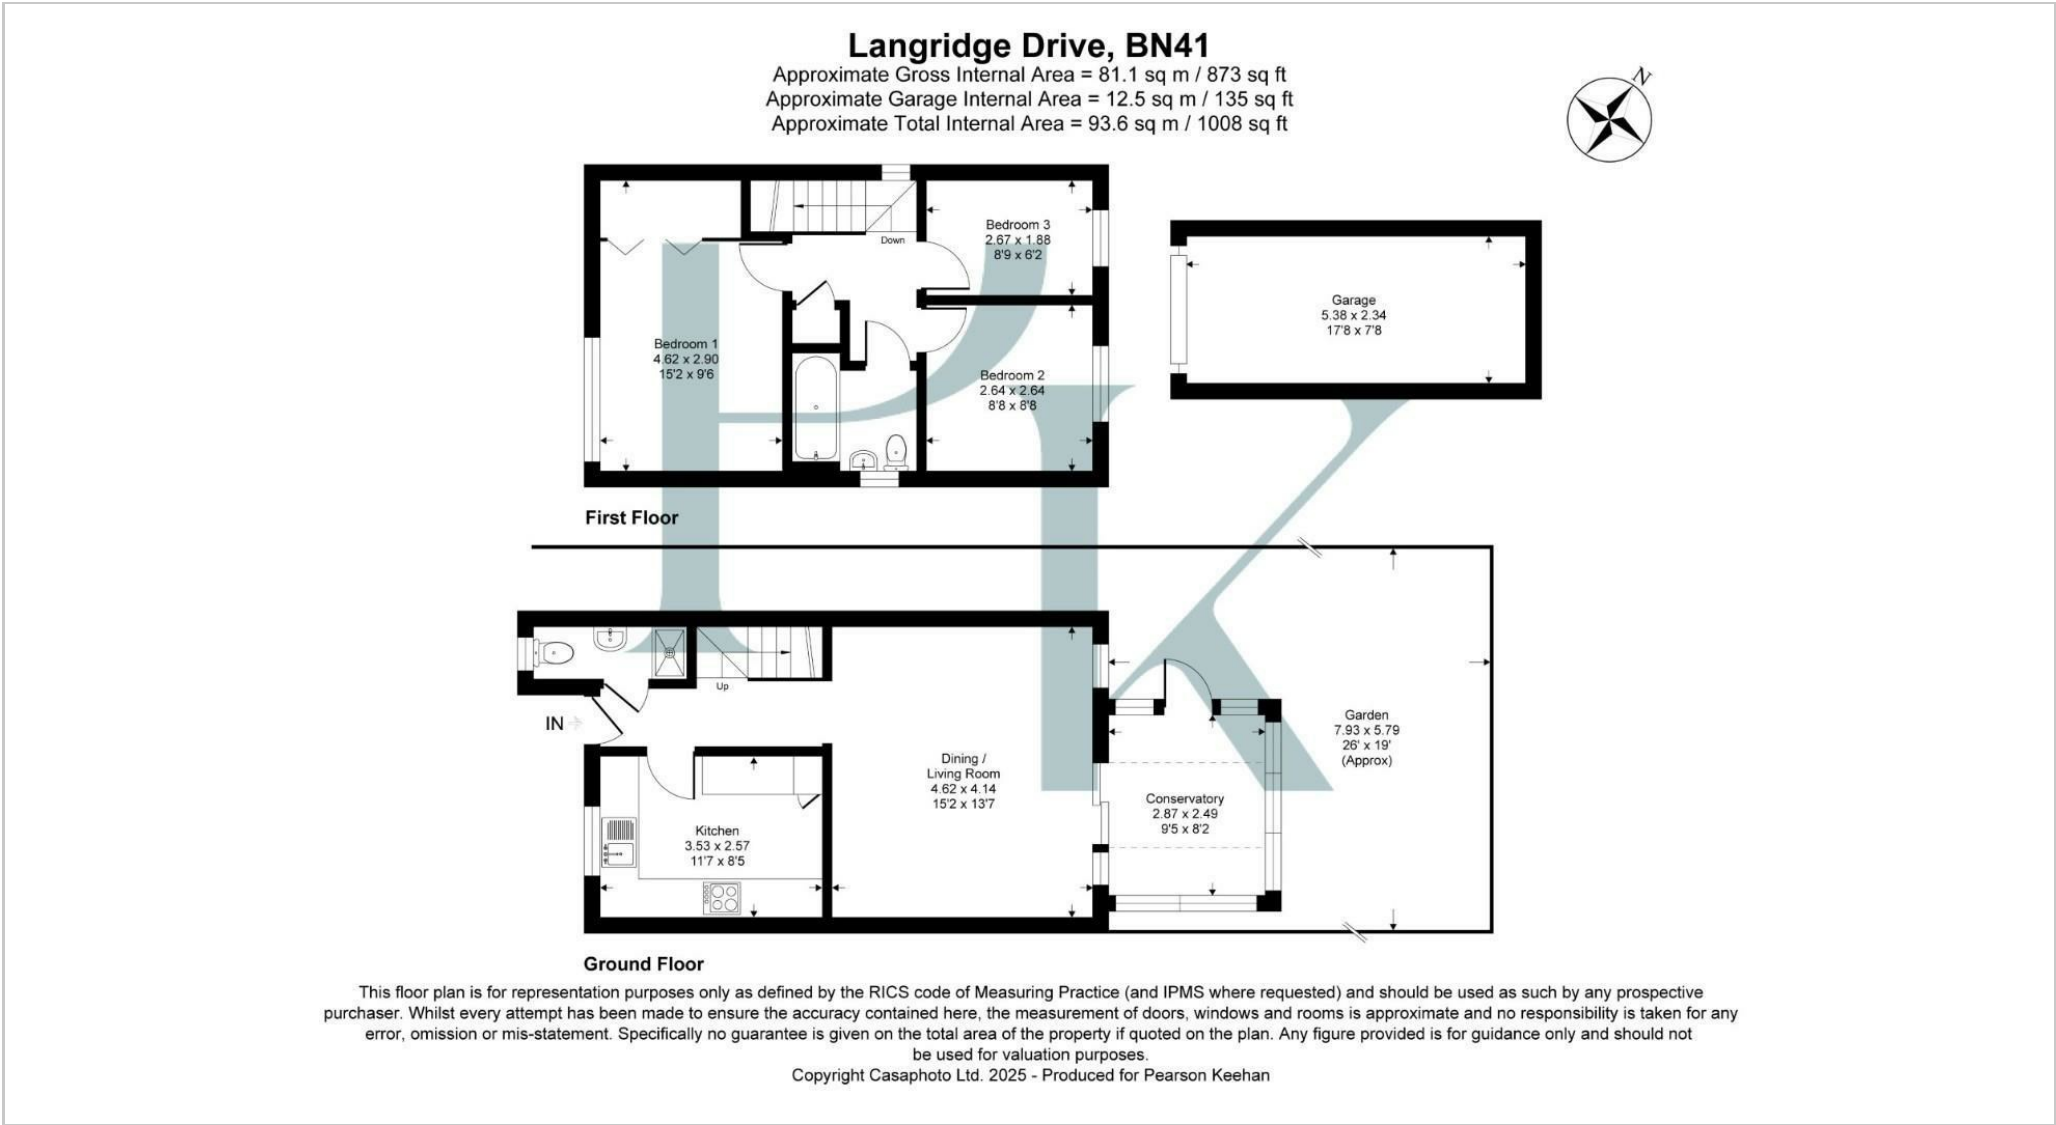 Langridge Drive, BN41
Approximate Gross Internal Area = 81.1 sq m / 873 sq ft
Approximate Garage Internal Area = 12.5 sq m / 135 sq ft
Approximate Total Internal Area = 93.6 sq m / 1008 sq ft
N
Down
Bedroom 3
2.67 x 1.88
8'9 x 6'2
Bedroom 1
4.62 x 2.90
15'2 x 9'6
Bedroom 2
2.64 x 2.64
8'8 x 8'8
Garage
5.38 x 2.34
17'8 x 7'8
First Floor
Up
IN
Dining /
Living Room
4.62 x 4.14
15'2 x 13'7
Kitchen
3.53 x 2.57
11'7 x 8'5
Conservatory
2.87 x 2.49
9'5 x 8'2
Garden
7.93 x 5.79
26' x 19'
(Approx)
Ground Floor
This floor plan is for representation purposes only as defined by the RICS code of Measuring Practice (and IPMS where requested) and should be used as such by any prospective
purchaser. Whilst every attempt has been made to ensure the accuracy contained here, the measurement of doors, windows and rooms is approximate and no responsibility is taken for any
error, omission or mis-statement. Specifically no guarantee is given on the total area of the property if quoted on the plan. Any figure provided is for guidance only and should not
be used for valuation purposes.
Copyright Casaphoto Ltd. 2025 - Produced for Pearson Keehan
PK